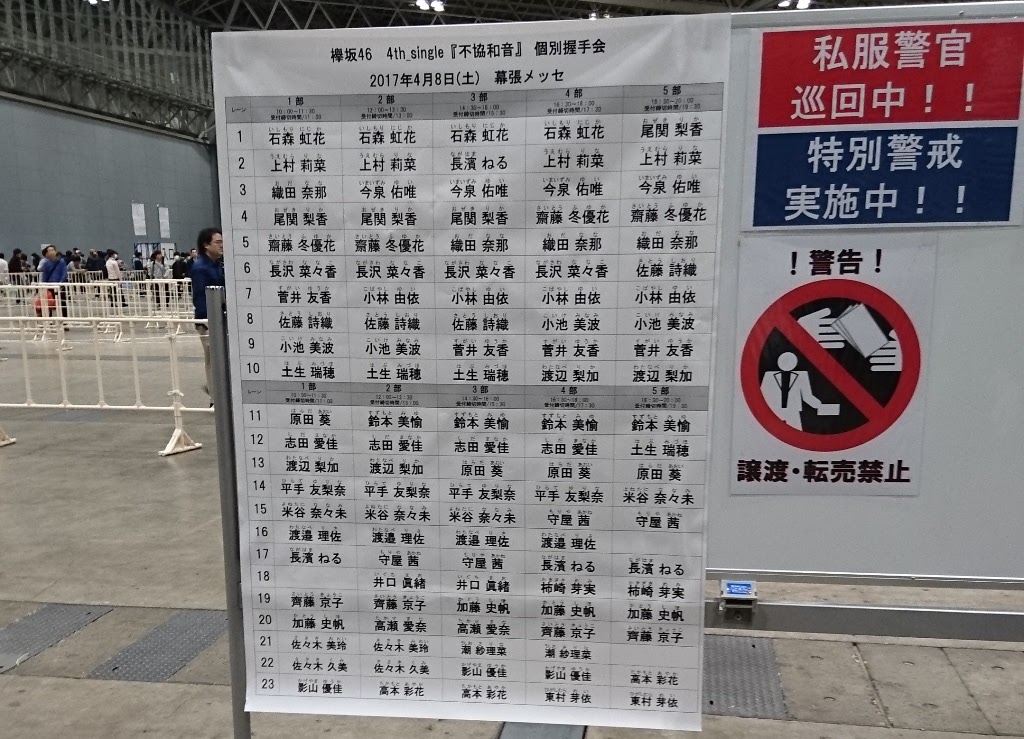 欅坂46 4th_single『不協和音』 個別握手会
2017年4月8日(土) 幕張メッセ
レーン 1部 2部 3部 4部 5部
1 石森 虹花 石森 虹花 石森 虹花 石森 虹花 尾関 梨香
2 上村 莉菜 上村 莉菜 長濱 ねる 上村 莉菜 上村 莉菜
3 織田 奈那 今泉 佑唯 今泉 佑唯 今泉 佑唯 今泉 佑唯
4 尾関 梨香 尾関 梨香 尾関 梨香 齋藤 冬優花 齋藤 冬優花
5 齋藤 冬優花 齋藤 冬優花 織田 奈那 織田 奈那 織田 奈那
6 長沢 菜々香 長沢 菜々香 長沢 菜々香 長沢 菜々香 佐藤 詩織
7 菅井 友香 小林 由依 小林 由依 小林 由依 小林 由依
8 佐藤 詩織 佐藤 詩織 佐藤 詩織 小池 美波 小池 美波
9 小池 美波 小池 美波 菅井 友香 菅井 友香 菅井 友香
10 土生 瑞穂 土生 瑞穂 土生 瑞穂 渡辺 梨加 渡辺 梨加
レーン 1部 2部 3部 4部 5部
11 原田 葵 鈴本 美愉 鈴本 美愉 鈴本 美愉 鈴本 美愉
12 志田 愛佳 志田 愛佳 志田 愛佳 志田 愛佳 土生 瑞穂
13 渡辺 梨加 渡辺 梨加 原田 葵 原田 葵 原田 葵
14 平手 友梨奈 平手 友梨奈 平手 友梨奈 平手 友梨奈 米谷 奈々未
15 米谷 奈々未 米谷 奈々未 米谷 奈々未 守屋 茜 守屋 茜
16 渡邉 理佐 渡邉 理佐 渡邉 理佐 渡邉 理佐
17 長濱 ねる 守屋 茜 守屋 茜 長濱 ねる 長濱 ねる
18 井口 眞緒 井口 眞緒 柿崎 芽実 柿崎 芽実
19 齊藤 京子 齊藤 京子 加藤 史帆 加藤 史帆 加藤 史帆
20 加藤 史帆 高瀬 愛奈 高瀬 愛奈 齊藤 京子 齊藤 京子
21 佐々木 美玲 佐々木 美玲 潮 紗理菜 潮 紗理菜
22 佐々木 久美 佐々木 久美 影山 優佳 影山 優佳 高本 彩花
23 影山 優佳 高本 彩花 高本 彩花 東村 芽依 東村 芽依
私服警官
巡回中！！
特別警戒
実施中！！
！警告！
譲渡・転売禁止